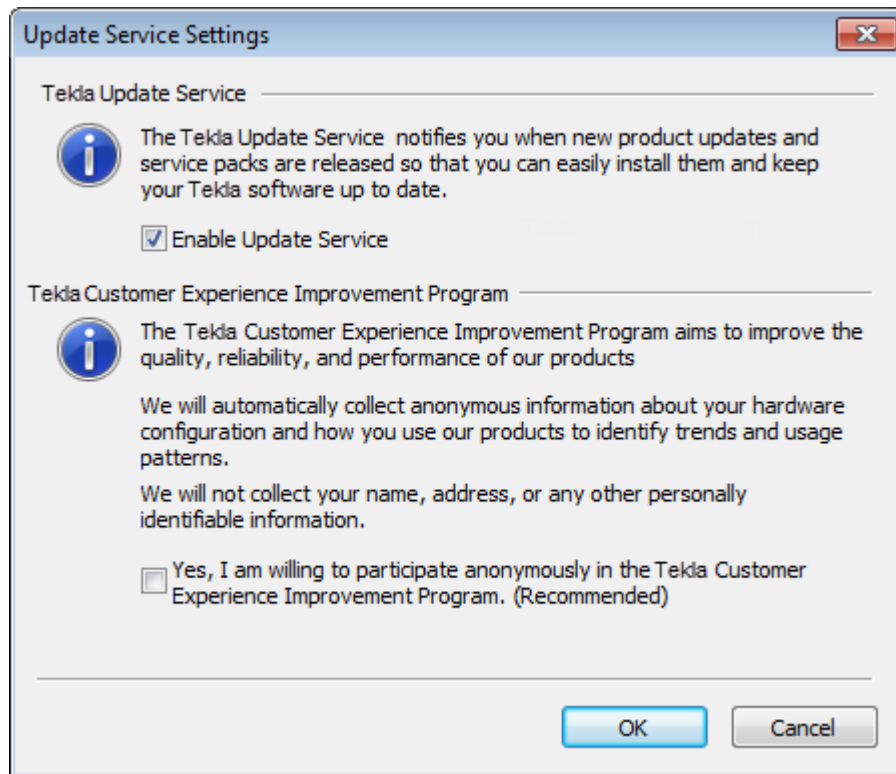 Update Service Settings
Tekla Update Service
The Tekla Update Service notifies you when new product updates and
service packs are released so that you can easily install them and keep
your Tekla software up to date.
Enable Update Service
Tekla Customer Experience Improvement Program
The Tekla Customer Experience Improvement Program aims to improve the
quality, reliability, and performance of our products
We will automatically collect anonymous information about your hardware
configuration and how you use our products to identify trends and usage
patterns.
We will not collect your name, address, or any other personally
identifiable information.
Yes, I am willing to participate anonymously in the Tekla Customer
Experience Improvement Program. (Recommended)
OK
Cancel